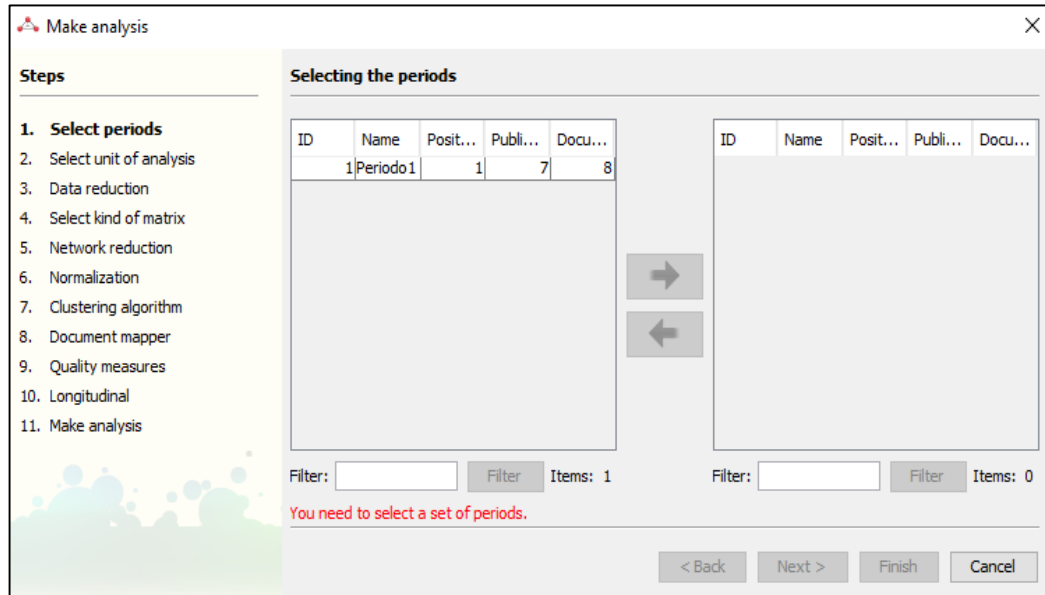 Make analysis
Steps
1. Select periods
2. Select unit of analysis
3. Data reduction
4. Select kind of matrix
5. Network reduction
6. Normalization
7. Clustering algorithm
8. Document mapper
9. Quality measures
10. Longitudinal
11. Make analysis
Selecting the periods
ID Name Posit... Publi... Docu...
1 Periodo1 1 7 8
ID Name Posit... Publi... Docu...
Filter: Filter Items: 1
Filter: Filter Items: 0
You need to select a set of periods.
< Back Next > Finish Cancel